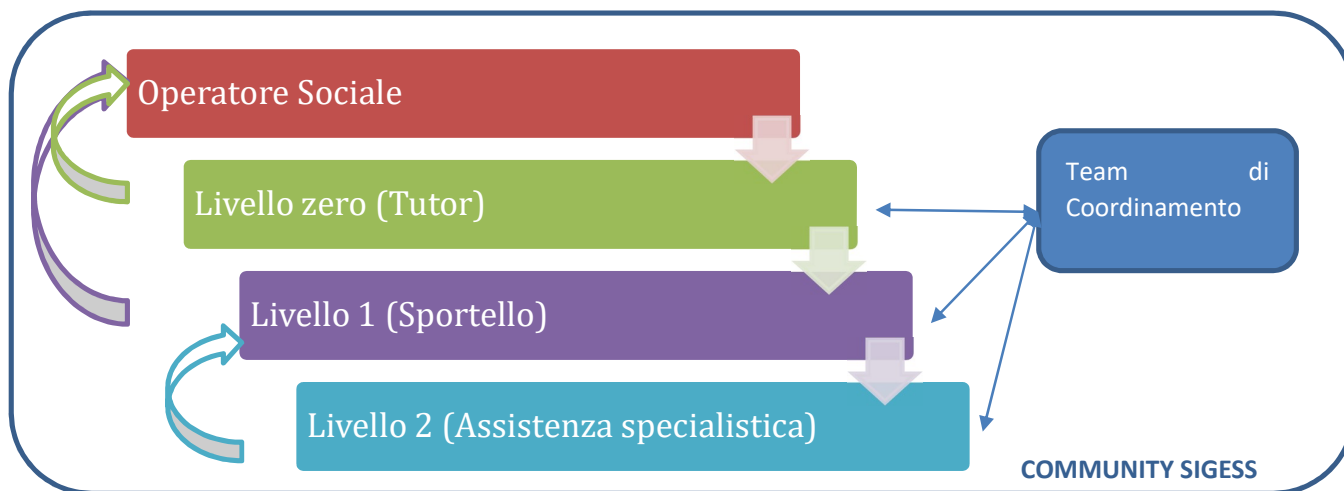 Operatore Sociale
Livello zero (Tutor)
Team di
Coordinamento
Livello 1 (Sportello)
Livello 2 (Assistenza specialistica)
COMMUNITY SIGESS